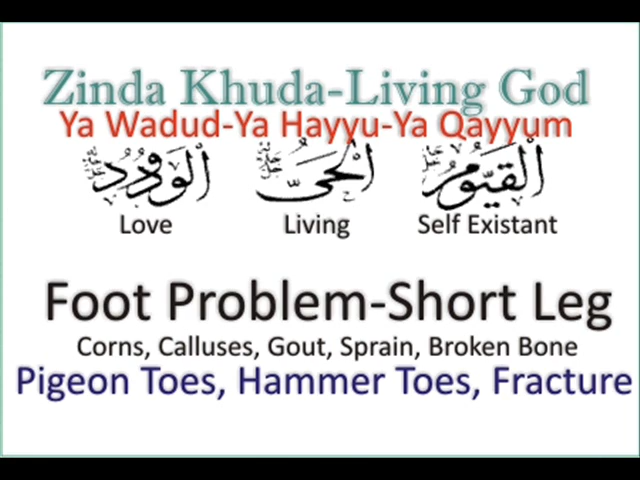 Zinda Khuda-Living God
Ya Wadud-Ya Hayyu-Ya Qayyum
الْوَدُودُ الْحَيُّ الْقَيُّومُ
Love Living Self Existant
Foot Problem-Short Leg
Corns, Calluses, Gout, Sprain, Broken Bone
Pigeon Toes, Hammer Toes, Fracture